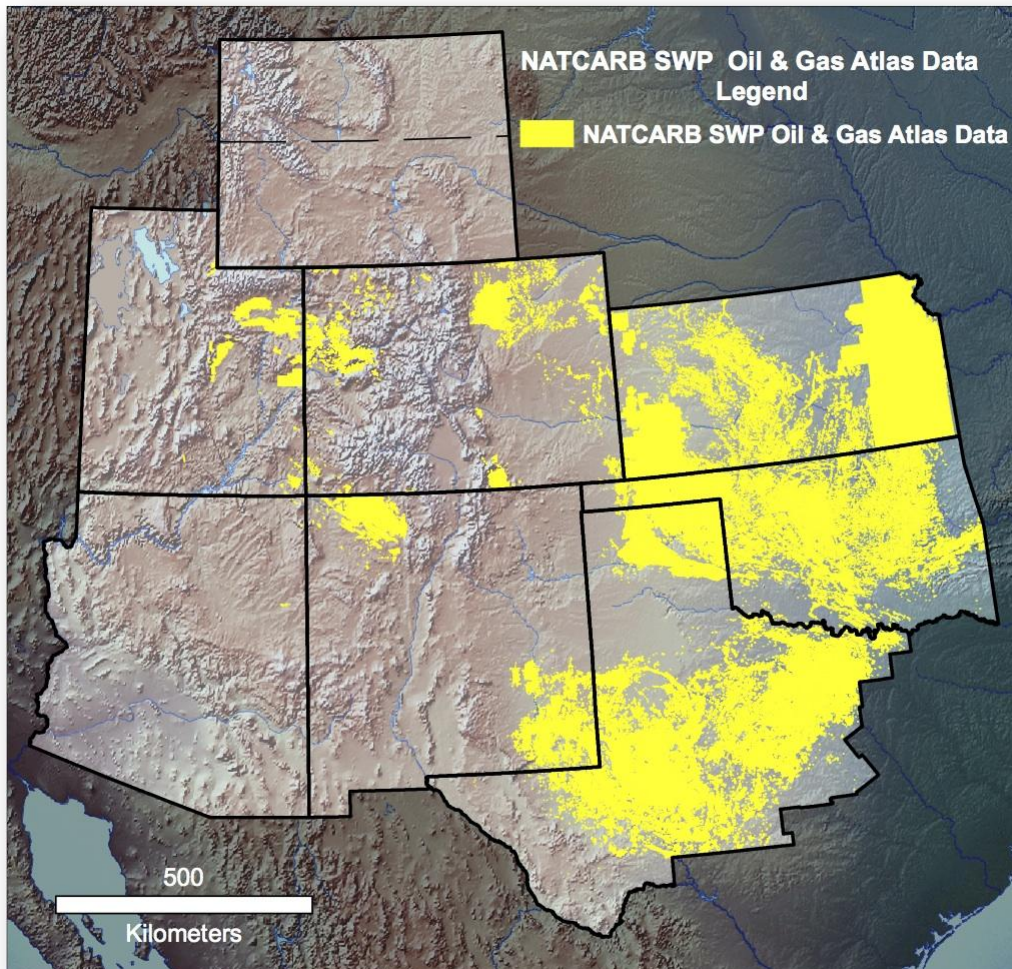 NATCARB SWP Oil & Gas Atlas Data
Legend
NATCARB SWP Oil & Gas Atlas Data
500
Kilometers